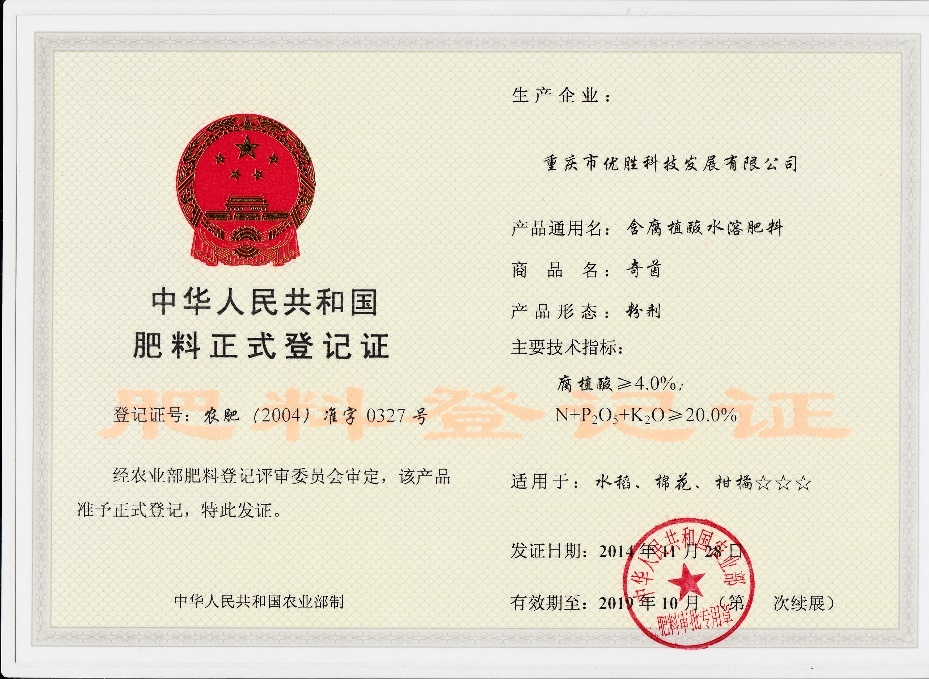 中华人民共和国
肥料正式登记证
肥料登记证
登记证号：农肥（2004）准字 0327 号
经农业部肥料登记评审委员会审定，该产品
准予正式登记，特此发证。
中华人民共和国农业部制
生产企业：
重庆市优胜科技发展有限公司
产品通用名：含腐植酸水溶肥料
商品名：奇茵
产品形态：粉剂
主要技术指标：
腐植酸≥4.0%;
N+P₂O₅+K₂O≥20.0%
适用于：水稻、棉花、柑橘☆☆☆
发证日期：2014 年 11 月 28 日
有效期至：2019 年 10 月 （第 次续展）
中华人民共和国农业部
肥料审批专用章